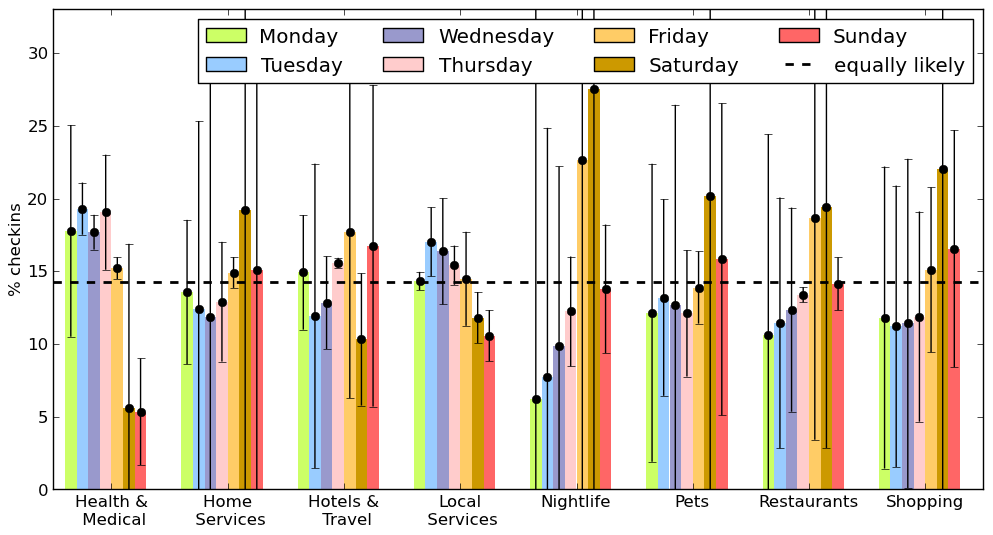 Monday Wednesday Friday Sunday
Tuesday Thursday Saturday equally likely
% checkins
30
25
20
15
10
5
0
Health & Home Hotels & Local Nightlife Pets Restaurants Shopping
Medical Services Travel Services